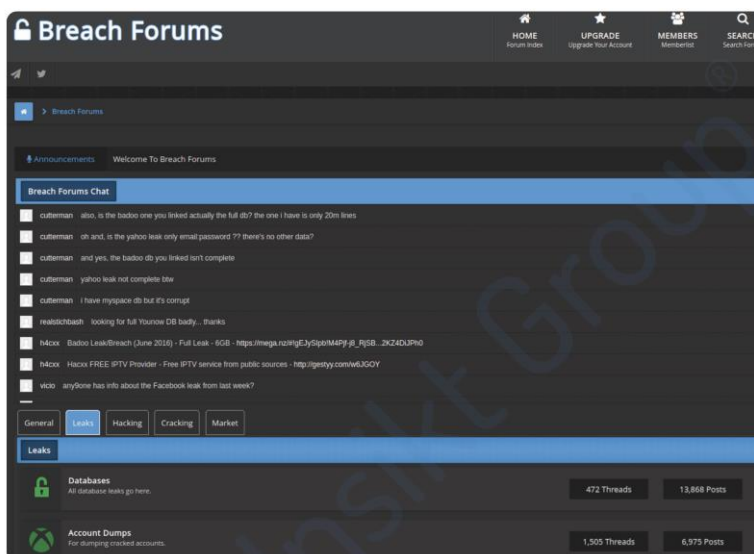 Breach Forums
HOME
Forum Index
UPGRADE
Upgrade Your Account
MEMBERS
Memberlist
SEARC
Search For
> Breach Forums
Announcements Welcome To Breach Forums
Breach Forums Chat
cutterman also, is the badoo one you linked actually the full db? the one i have is only 20m lines
cutterman oh and, is the yahoo leak only email:password ?? there's no other data?
cutterman and yes, the badoo db you linked isn't complete
cutterman yahoo leak not complete btw
cutterman i have myspace db but it's corrupt
realstichbash looking for full Younow DB badly... thanks
h4cxx Badoo Leak/Breach (June 2016) - Full Leak - 6GB -
h4cxx Hacxx FREE IPTV Provider - Free IPTV service from public sources - http://gestyy.com/w6JGOY
vicio any9one has info about the Facebook leak from last week?
General Leaks Hacking Cracking Market
Leaks
Databases
All database leaks go here.
472 Threads 13,868 Posts
Account Dumps
For dumping cracked accounts.
1,505 Threads 6,975 Posts
Insikt Group ®